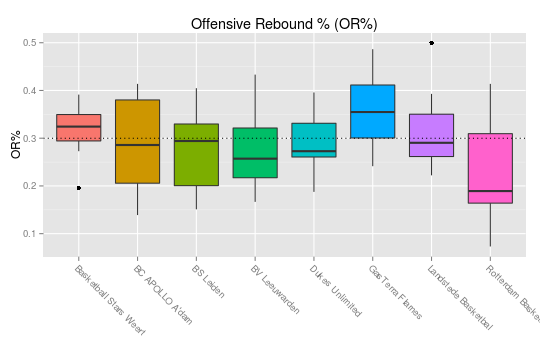 Offensive Rebound % (OR%)
OR%
0.5
0.4
0.3
0.2
0.1
Basketball Stars Weert
BC APOLLO A'dam
BS Leiden
BV Leeuwarden
Dukes Unlimited
GasTerra Flames
Landstede Basketbal
Rotterdam Basket